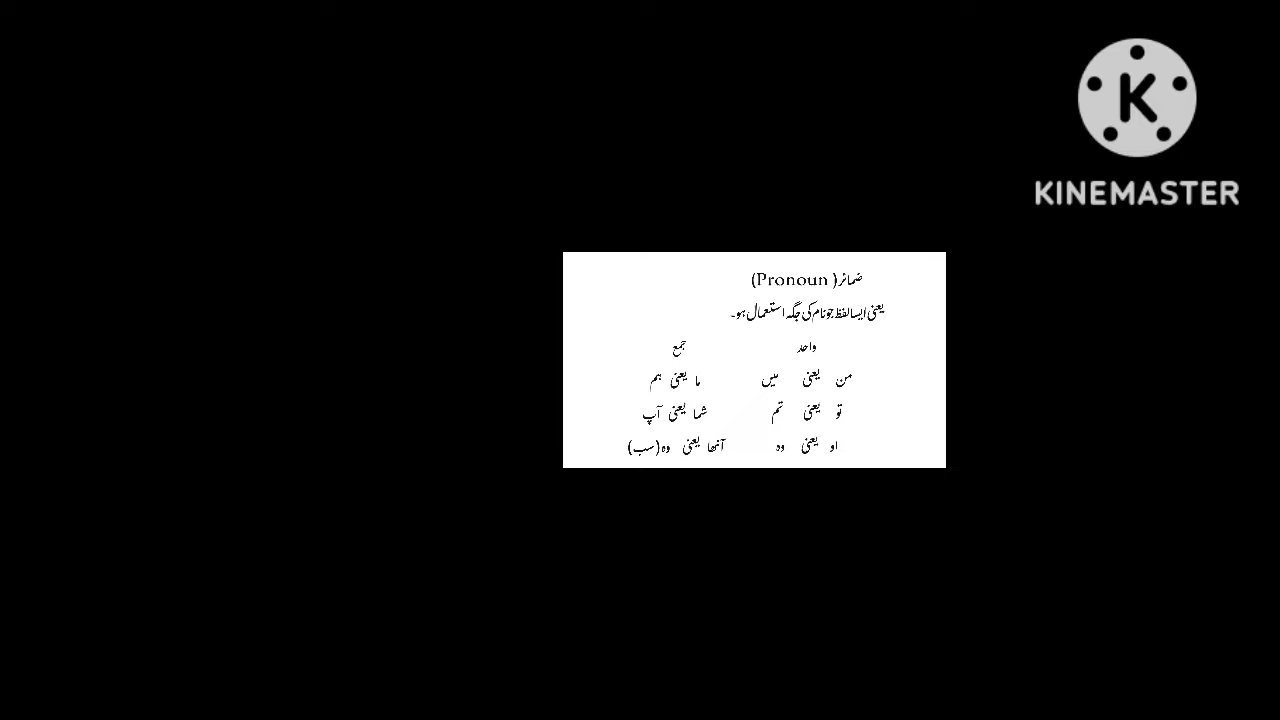 KINEMASTER
ضمائر (Pronoun)
یعنی ایسا لفظ جو نام کی جگہ استعمال ہو۔
واحد جمع
من یعنی میں ما یعنی ہم
تو یعنی تم شما یعنی آپ
او یعنی وہ آنھا یعنی وہ (سب)